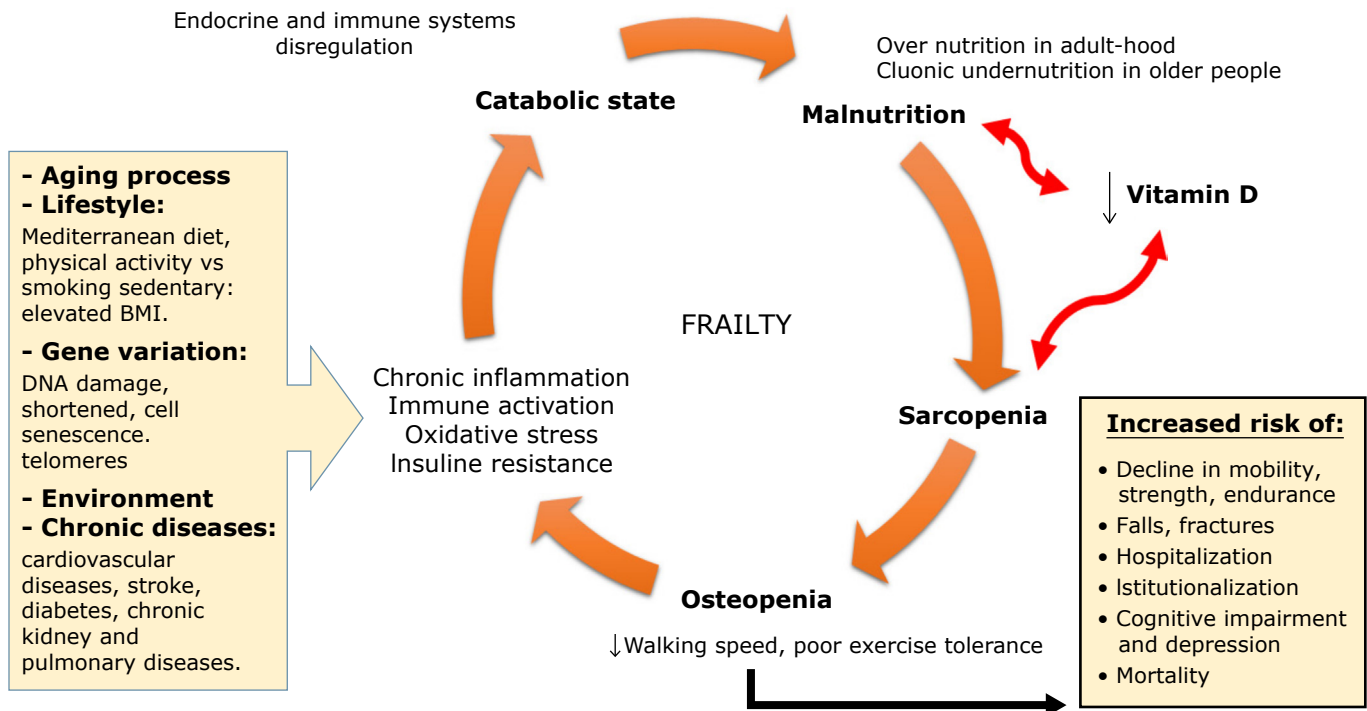 Endocrine and immune systems
disregulation
Over nutrition in adult-hood
Cluonic undernutrition in older people
Catabolic state
Malnutrition
↓ Vitamin D
- Aging process
- Lifestyle:
Mediterranean diet,
physical activity vs
smoking sedentary:
elevated BMI.
- Gene variation:
DNA damage,
shortened, cell
senescence.
telomeres
- Environment
- Chronic diseases:
cardiovascular
diseases, stroke,
diabetes, chronic
kidney and
pulmonary diseases.
FRAILTY
Chronic inflammation
Immune activation
Oxidative stress
Insuline resistance
Sarcopenia
Osteopenia
↓Walking speed, poor exercise tolerance
Increased risk of:
• Decline in mobility,
strength, endurance
• Falls, fractures
• Hospitalization
• Istitutionalization
• Cognitive impairment
and depression
• Mortality